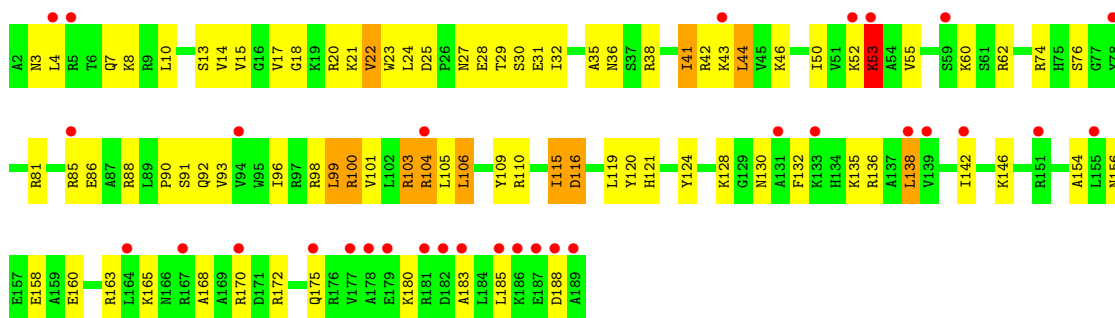 A2 N3 L4 R5 T6 Q7 K8 R9 L10 S13 V14 V15 G16 V17 G18 K19 R20 K21 V22 W23 L24 D25 P26 N27 E28 T29 S30 E31 I32 A35 N36 S37 R38 I41 R42 K43 L44 V45 K46 I50 V51 K52 K53 A54 V55 S59 K60 S61 R62 R74 H75 S76 G77
R81 R85 E86 A87 R88 L89 P90 S91 Q92 V93 V94 W95 I96 R97 R98 L99 R100 V101 L102 R103 R104 L105 L106 Y109 R110 I115 D116 L119 Y120 H121 Y124 K128 G129 N130 A131 F132 K133 K135 H134 R136 A137 L138 V139 I142 K146 R151 A154 L155
E157 E158 A159 E160 R163 L164 K165 N166 R167 A168 A169 R170 D171 R172 Q175 R176 V177 A178 E179 K180 R181 D182 A183 L184 L185 K186 E187 D188 A189